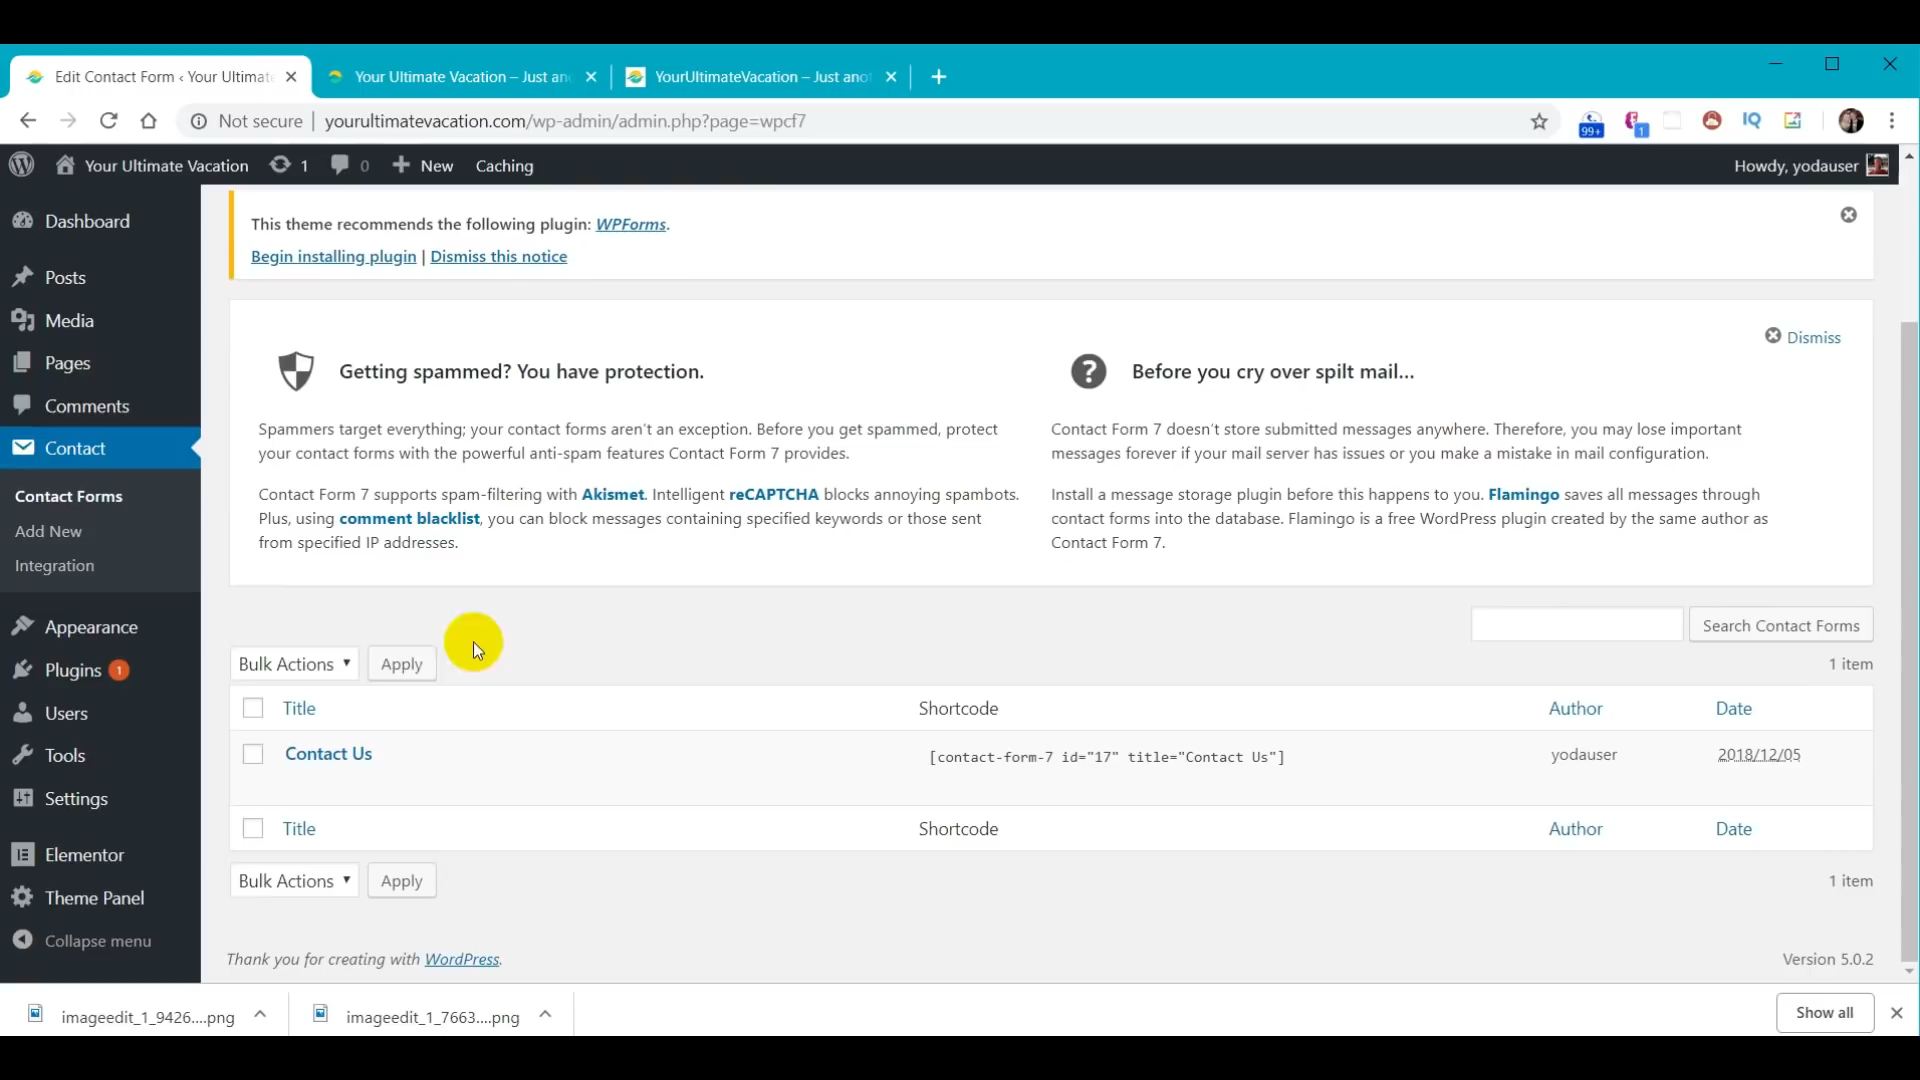 Edit Contact Form ‹ Your Ultimate
Your Ultimate Vacation – Just an
YourUltimateVacation – Just anot
Not secure | yourultimatevacation.com/wp-admin/admin.php?page=wpcf7
99+
1
IQ
Your Ultimate Vacation
1
0
New
Caching
Howdy, yodauser
Dashboard
Posts
Media
Pages
Comments
Contact
Contact Forms
Add New
Integration
Appearance
Plugins 1
Users
Tools
Settings
Elementor
Theme Panel
Collapse menu
This theme recommends the following plugin: WPForms.
Begin installing plugin | Dismiss this notice
Dismiss
Getting spammed? You have protection.
Spammers target everything; your contact forms aren't an exception. Before you get spammed, protect
your contact forms with the powerful anti-spam features Contact Form 7 provides.
Contact Form 7 supports spam-filtering with Akismet. Intelligent reCAPTCHA blocks annoying spambots.
Plus, using comment blacklist, you can block messages containing specified keywords or those sent
from specified IP addresses.
Before you cry over spilt mail…
Contact Form 7 doesn't store submitted messages anywhere. Therefore, you may lose important
messages forever if your mail server has issues or you make a mistake in mail configuration.
Install a message storage plugin before this happens to you. Flamingo saves all messages through
contact forms into the database. Flamingo is a free WordPress plugin created by the same author as
Contact Form 7.
Search Contact Forms
Bulk Actions
Apply
1 item
Title
Shortcode
Author
Date
Contact Us
[contact-form-7 id="17" title="Contact Us"]
yodauser
2018/12/05
Title
Shortcode
Author
Date
Bulk Actions
Apply
1 item
Thank you for creating with WordPress.
Version 5.0.2
imageedit_1_9426....png
imageedit_1_7663....png
Show all